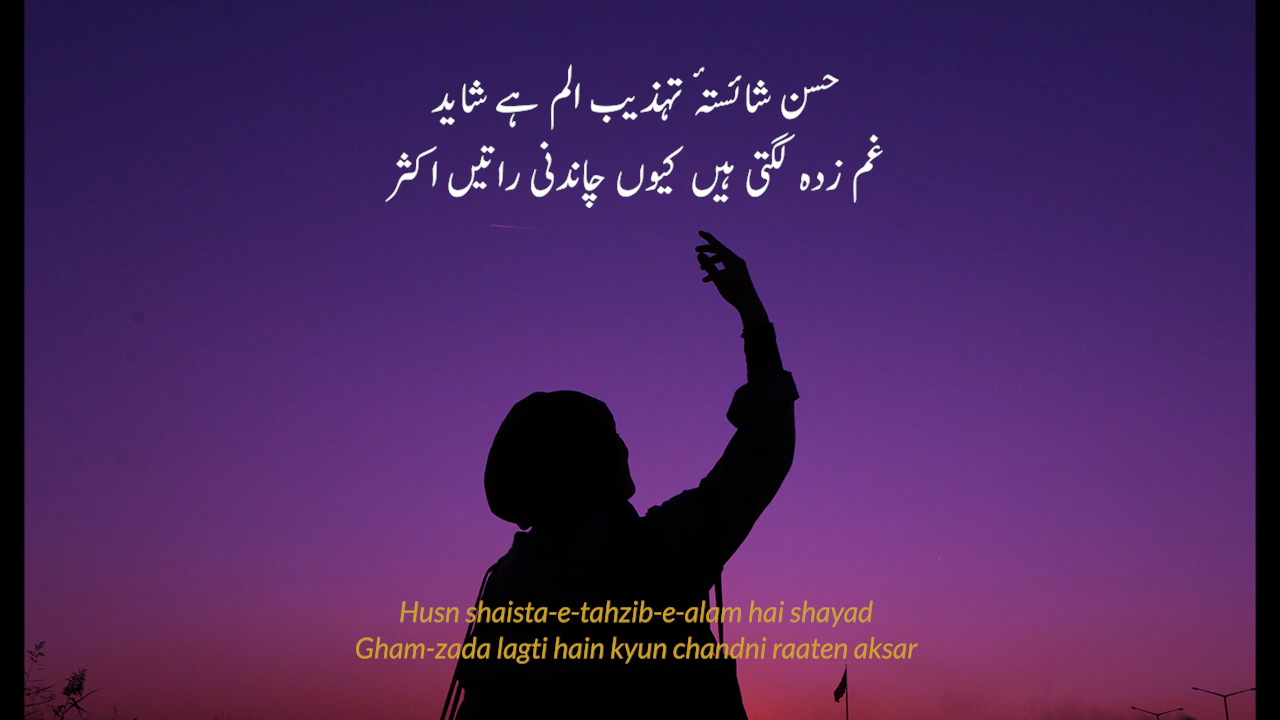 حسن شائستۂ تہذیب الم ہے شاید
غم زدہ لگتی ہیں کیوں چاندنی راتیں اکثر
Husn shaista-e-tahzib-e-alam hai shayad
Gham-zada lagti hain kyun chandni raaten aksar